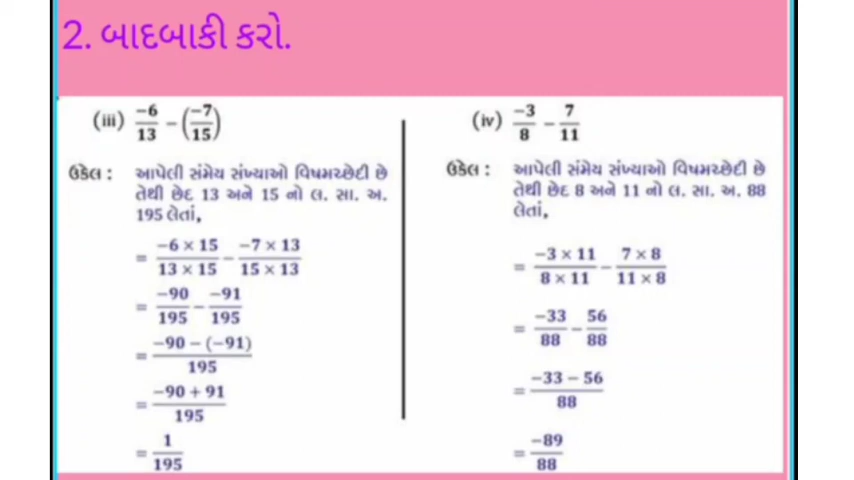 2. બાદબાકી કરો.
(iii) −6/13 − (−7/15)
ઉકેલ : આપેલી સંમેય સંખ્યાઓ વિષમચ્છેદી છે
તેથી છેદ 13 અને 15 નો લ. સા. અ.
195 લેતાં,
= −6 × 15/13 × 15 − −7 × 13/15 × 13
= −90/195 − −91/195
= −90 − (−91)/195
= −90 + 91/195
= 1/195
(iv) −3/8 − 7/11
ઉકેલ : આપેલી સંમેય સંખ્યાઓ વિષમચ્છેદી છે
તેથી છેદ 8 અને 11 નો લ. સા. અ. 88
લેતાં,
= −3 × 11/8 × 11 − 7 × 8/11 × 8
= −33/88 − 56/88
= −33 − 56/88
= −89/88